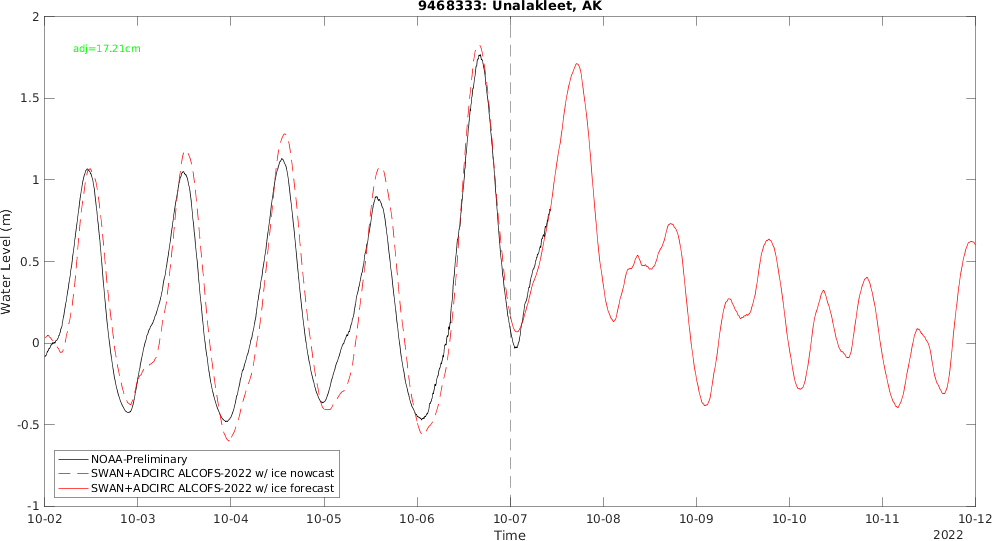 9468333: Unalakleet, AK
adj=17.21cm
2
1.5
1
0.5
0
-0.5
-1
Water Level (m)
NOAA-Preliminary
SWAN+ADCIRC ALCOFS-2022 w/ ice nowcast
SWAN+ADCIRC ALCOFS-2022 w/ ice forecast
10-02 10-03 10-04 10-05 10-06 10-07 10-08 10-09 10-10 10-11 10-12
Time
2022